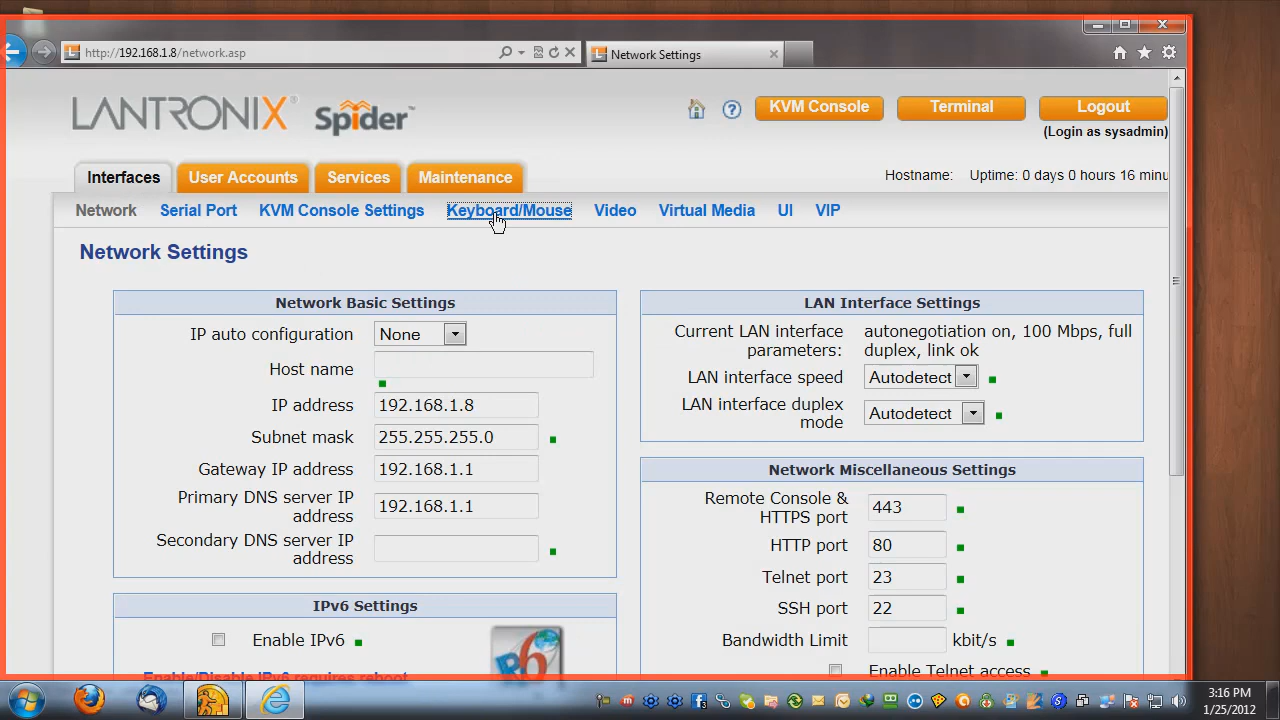 http://192.168.1.8/network.asp
Network Settings
LANTRONIX® Spider™
KVM Console
Terminal
Logout
(Login as sysadmin)
Interfaces
User Accounts
Services
Maintenance
Hostname: Uptime: 0 days 0 hours 16 minu
Network
Serial Port
KVM Console Settings
Keyboard/Mouse
Video
Virtual Media
UI
VIP
Network Settings
Network Basic Settings
IP auto configuration None
Host name
IP address 192.168.1.8
Subnet mask 255.255.255.0
Gateway IP address 192.168.1.1
Primary DNS server IP
address 192.168.1.1
Secondary DNS server IP
address
IPv6 Settings
Enable IPv6
Enable/Disable IPv6 requires reboot
LAN Interface Settings
Current LAN interface
parameters:
autonegotiation on, 100 Mbps, full
duplex, link ok
LAN interface speed Autodetect
LAN interface duplex
mode
Autodetect
Network Miscellaneous Settings
Remote Console &
HTTPS port
443
HTTP port 80
Telnet port 23
SSH port 22
Bandwidth Limit kbit/s
Enable Telnet access
3:16 PM
1/25/2012